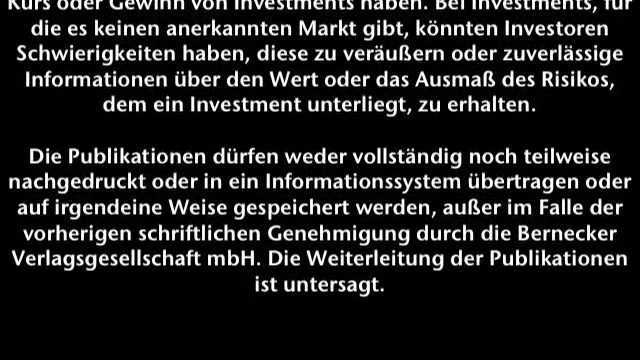 Kurs oder Gewinn von Investments haben. Bei Investments, für
die es keinen anerkannten Markt gibt, könnten Investoren
Schwierigkeiten haben, diese zu veräußern oder zuverlässige
Informationen über den Wert oder das Ausmaß des Risikos,
dem ein Investment unterliegt, zu erhalten.
Die Publikationen dürfen weder vollständig noch teilweise
nachgedruckt oder in ein Informationssystem übertragen oder
auf irgendeine Weise gespeichert werden, außer im Falle der
vorherigen schriftlichen Genehmigung durch die Bernecker
Verlagsgesellschaft mbH. Die Weiterleitung der Publikationen
ist untersagt.